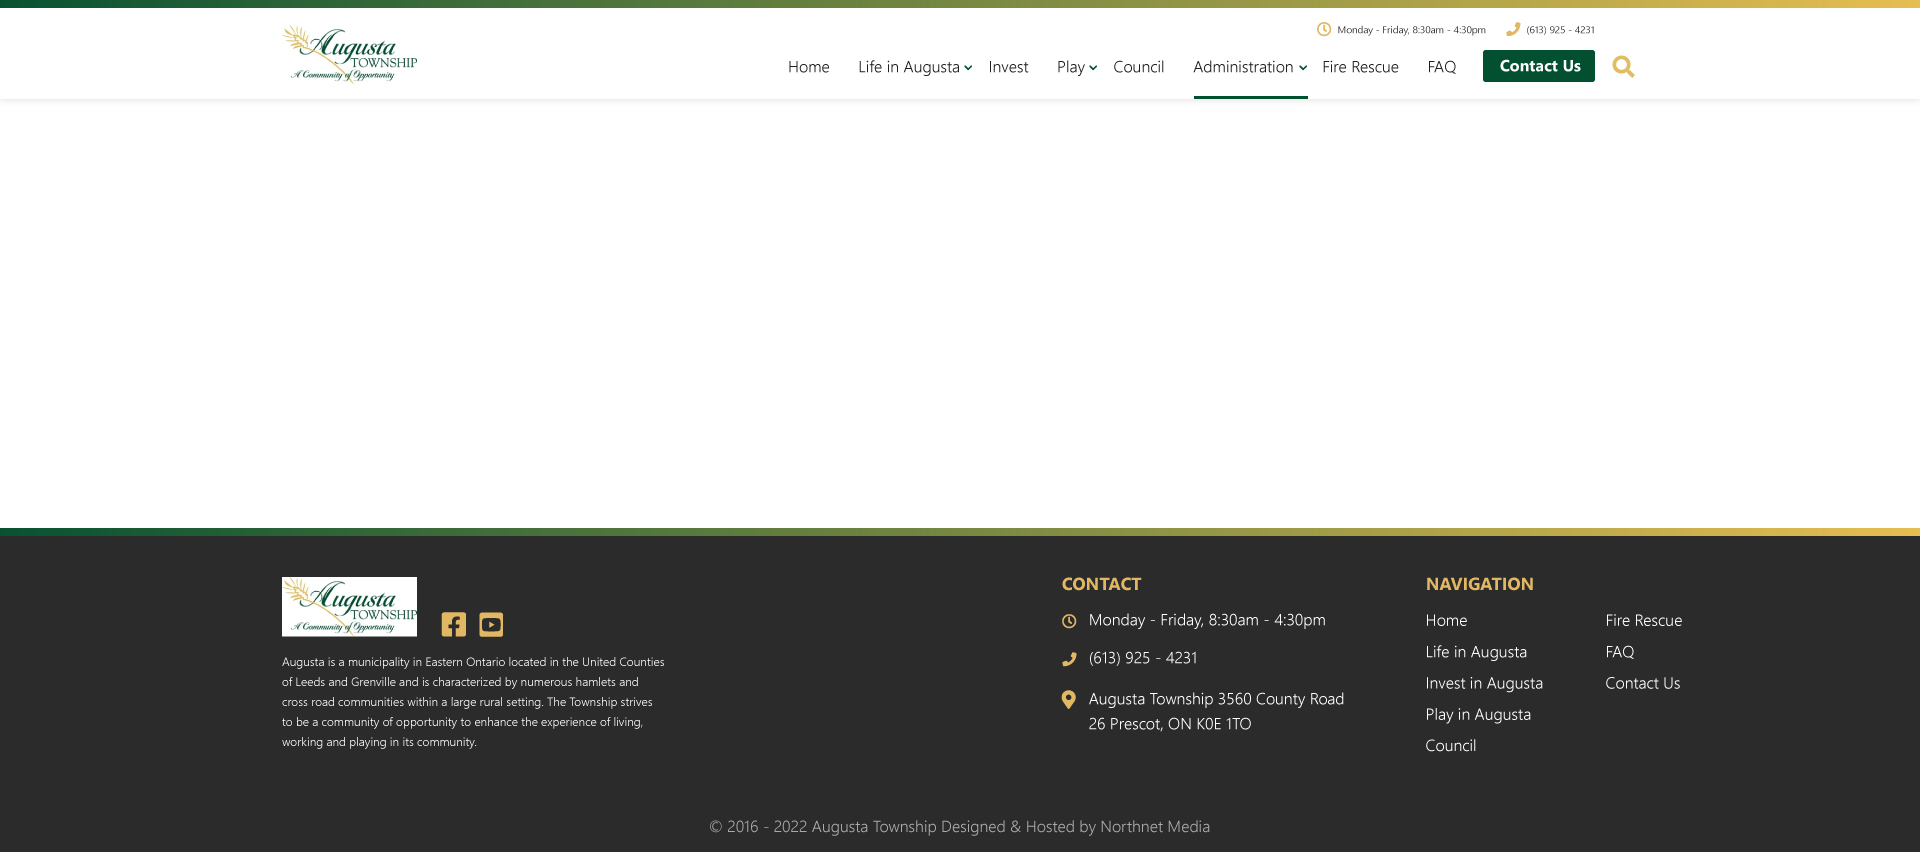 Augusta
TOWNSHIP
A Community of Opportunity
Monday - Friday, 8:30am - 4:30pm
(613) 925 - 4231
Home
Life in Augusta
Invest
Play
Council
Administration
Fire Rescue
FAQ
Contact Us
Augusta
TOWNSHIP
A Community of Opportunity
Augusta is a municipality in Eastern Ontario located in the United Counties
of Leeds and Grenville and is characterized by numerous hamlets and
cross road communities within a large rural setting. The Township strives
to be a community of opportunity to enhance the experience of living,
working and playing in its community.
CONTACT
Monday - Friday, 8:30am - 4:30pm
(613) 925 - 4231
Augusta Township 3560 County Road
26 Prescot, ON K0E 1TO
NAVIGATION
Home
Life in Augusta
Invest in Augusta
Play in Augusta
Council
Fire Rescue
FAQ
Contact Us
© 2016 - 2022 Augusta Township Designed & Hosted by Northnet Media